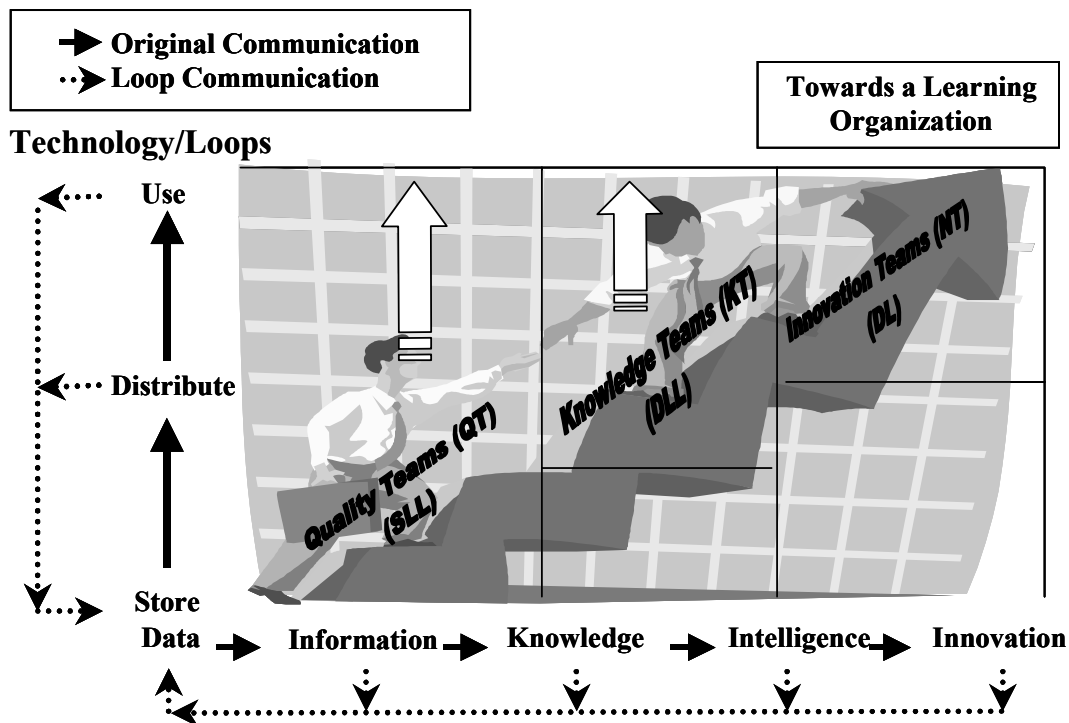 Original Communication
Loop Communication
Towards a Learning
Organization
Technology/Loops
Use
Distribute
Store
Quality Teams (QT)
(SLL)
Knowledge Teams (KT)
(DLL)
Innovation Teams (NT)
(DL)
Data
Information
Knowledge
Intelligence
Innovation